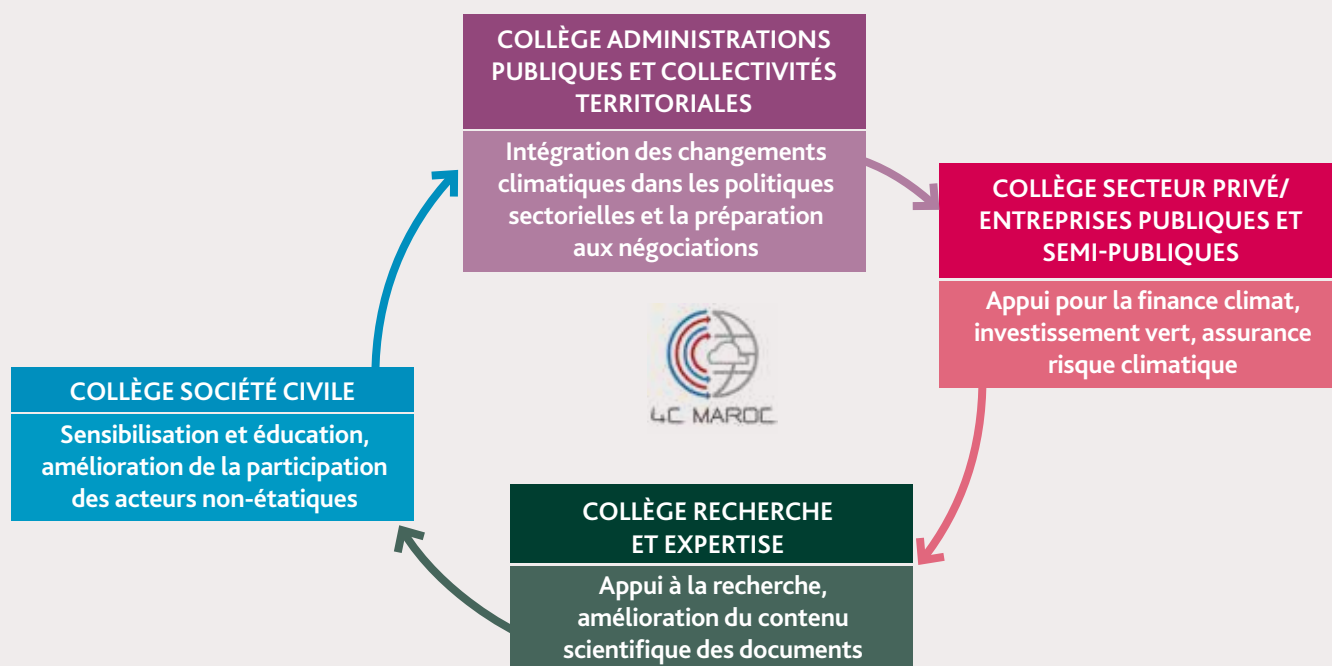 COLLÈGE ADMINISTRATIONS
PUBLIQUES ET COLLECTIVITÉS
TERRITORIALES
Intégration des changements
climatiques dans les politiques
sectorielles et la préparation
aux négociations
COLLÈGE SECTEUR PRIVÉ/
ENTREPRISES PUBLIQUES ET
SEMI-PUBLIQUES
Appui pour la finance climat,
investissement vert, assurance
risque climatique
4C MAROC
COLLÈGE SOCIÉTÉ CIVILE
Sensibilisation et éducation,
amélioration de la participation
des acteurs non-étatiques
COLLÈGE RECHERCHE
ET EXPERTISE
Appui à la recherche,
amélioration du contenu
scientifique des documents